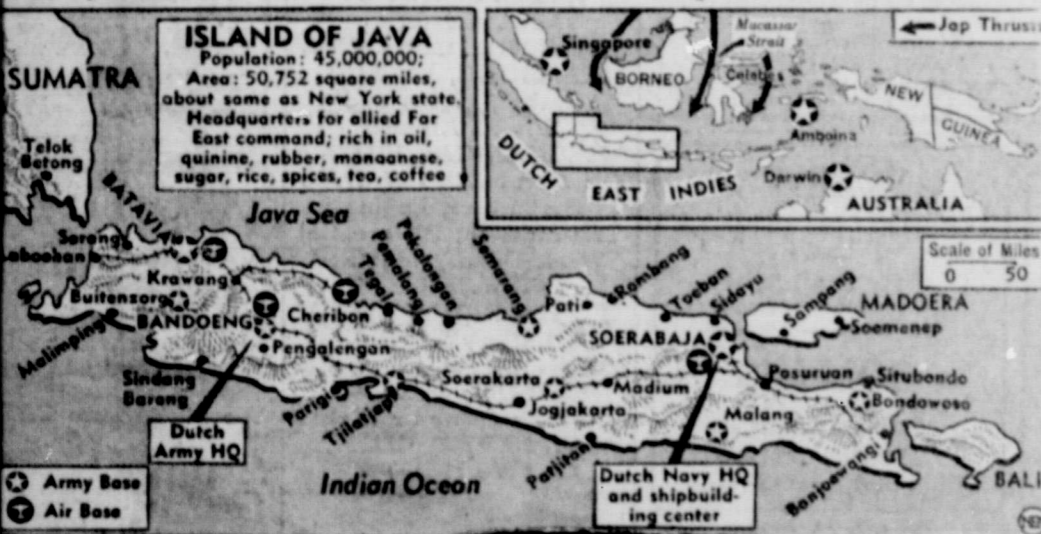 ISLAND OF JAVA
Population: 45,000,000;
Area: 50,752 square miles,
about same as New York state.
Headquarters for allied Far
East command; rich in oil,
quinine, rubber, manganese,
sugar, rice, spices, tea, coffee
SUMATRA
Telok
Betong
Java Sea
Jap Thrusts
Macassar
Strait
Singapore
BORNEO
Celebes
NEW
GUINEA
Amboina
DUTCH
EAST INDIES
Darwin
AUSTRALIA
Scale of Miles
0 50
BATAVIA
Serang
Labooban
Krawang
Buitenzorg
Malimping
BANDOENG
Cheribon
Tegal
Pemalang
Pekalongan
Semarang
Pati
Rembang
Toeban
Sidayu
Sampang
MADOERA
Soemenep
SOERABAJA
Pengalengan
Sindang
Barang
Parigi
Tjilatjap
Soerakarta
Madium
Jogjakarta
Malang
Pasuruan
Situbondo
Bondowoso
Patjitan
Banjoewangi
BALI
Dutch
Army HQ
Dutch Navy HQ
and shipbuild-
ing center
Indian Ocean
Army Base
Air Base